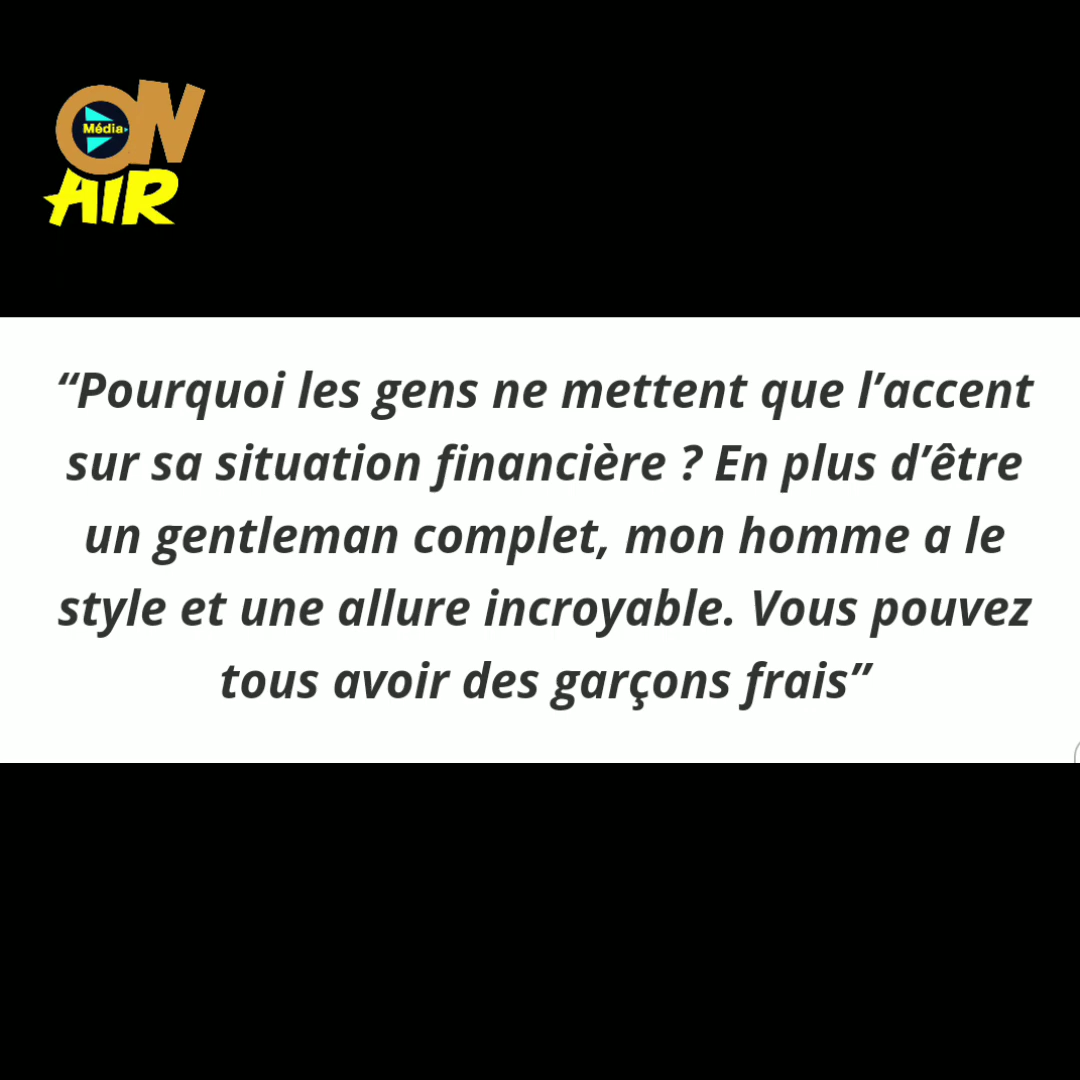 ON
Média
AIR
“Pourquoi les gens ne mettent que l’accent
sur sa situation financière ? En plus d’être
un gentleman complet, mon homme a le
style et une allure incroyable. Vous pouvez
tous avoir des garçons frais”